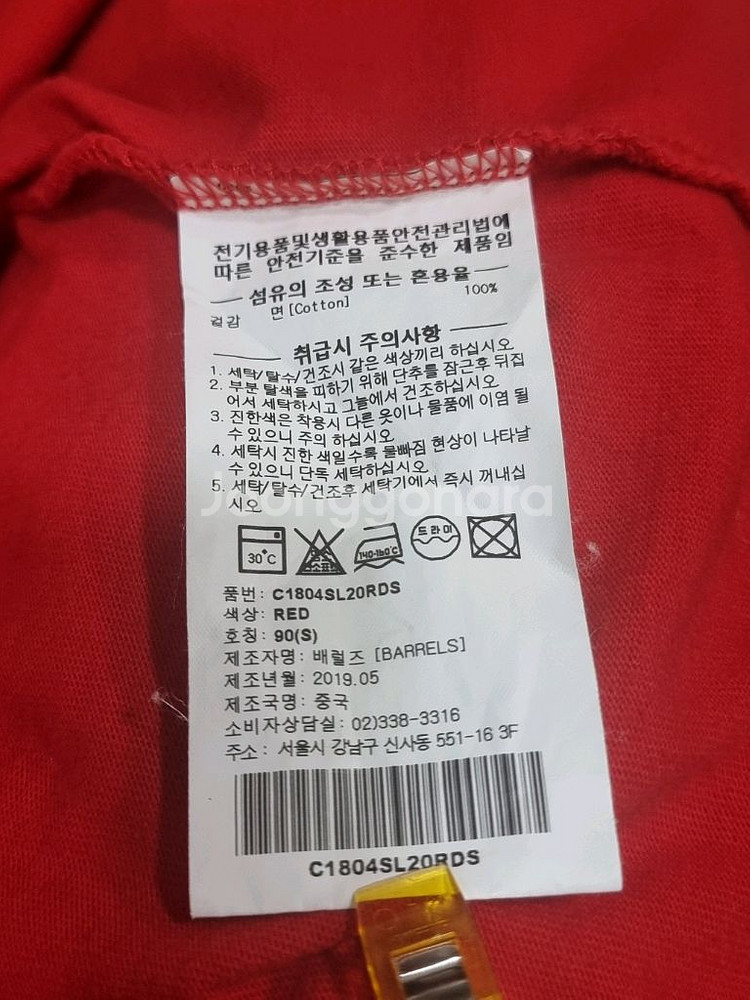 전기용품및생활용품안전관리법에
따른 안전기준을 준수한 제품임
섬유의 조성 또는 혼용율
겉감 면[Cotton] 100%
취급시 주의사항
1. 세탁/탈수/건조시 같은 색상끼리 하십시오
2. 부분 탈색을 피하기 위해 단추를 잠근후 뒤집
어서 세탁하시고 그늘에서 건조하십시오
3. 진한색은 착용시 다른 옷이나 물품에 이염 될
수 있으니 주의 하십시오
4. 세탁시 진한 색일수록 물빠짐 현상이 나타날
수 있으니 단독 세탁하십시오
5. 세탁/탈수/건조후 세탁기에서 즉시 꺼내십
시오
Joonggonara
30°C 염소표백 140-160°C 드라이
품번: C1804SL20RDS
색상: RED
호칭: 90(S)
제조자명: 배럴즈 [BARRELS]
제조년월: 2019.05
제조국명: 중국
소비자상담실: 02)338-3316
주소: 서울시 강남구 신사동 551-16 3F
C1804SL20RDS